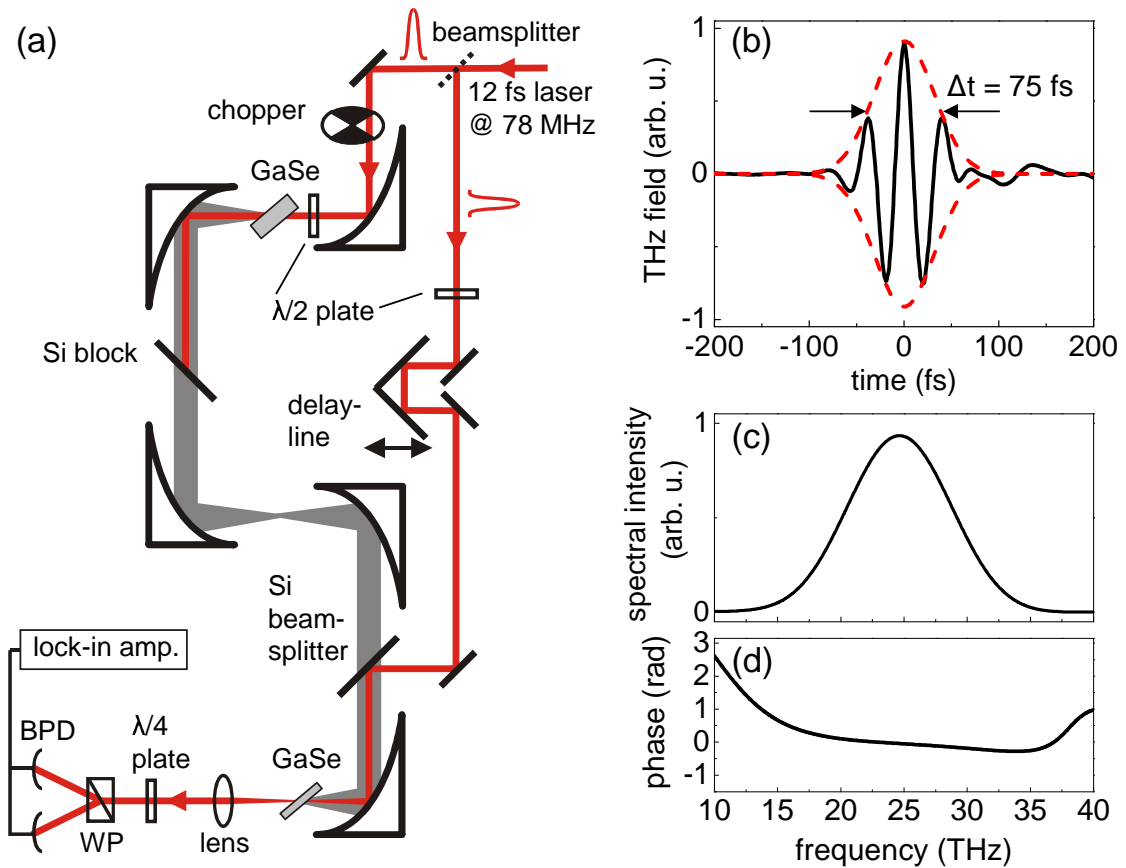 (a)
beamsplitter
12 fs laser
@ 78 MHz
chopper
GaSe
λ/2 plate
Si block
delay-
line
Si
beam-
splitter
lock-in amp.
BPD
λ/4
plate
GaSe
WP
lens
(b)
Δt = 75 fs
THz field (arb. u.)
1
0
-1
-200 -100 0 100 200
time (fs)
(c)
spectral intensity
(arb. u.)
1
0
(d)
phase (rad)
3
2
1
0
-1
10 15 20 25 30 35 40
frequency (THz)